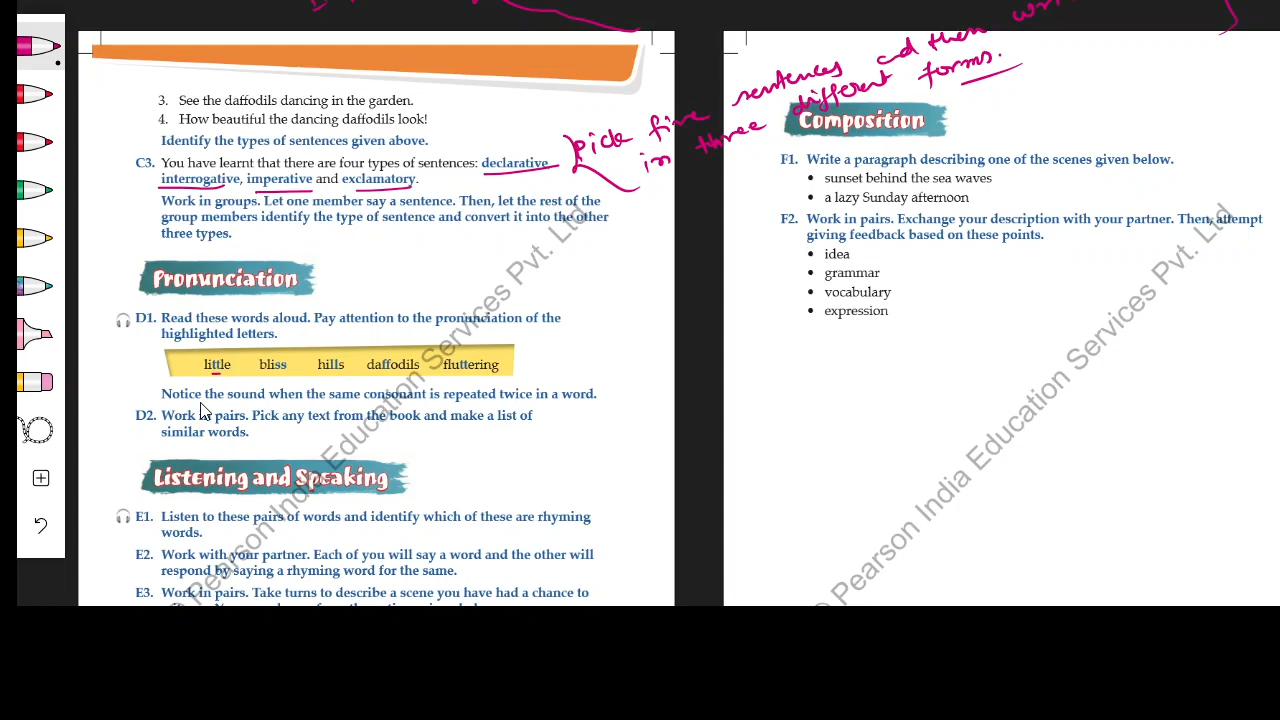 3. See the daffodils dancing in the garden.
4. How beautiful the dancing daffodils look!
Identify the types of sentences given above.
C3. You have learnt that there are four types of sentences: declarative
interrogative, imperative and exclamatory.
Work in groups. Let one member say a sentence. Then, let the rest of the
group members identify the type of sentence and convert it into the other
three types.
Pick five sentences and then
in three different forms.
Pronunciation
D1. Read these words aloud. Pay attention to the pronunciation of the
highlighted letters.
little bliss hills daffodils fluttering
Notice the sound when the same consonant is repeated twice in a word.
D2. Work in pairs. Pick any text from the book and make a list of
similar words.
Listening and Speaking
E1. Listen to these pairs of words and identify which of these are rhyming
words.
E2. Work with your partner. Each of you will say a word and the other will
respond by saying a rhyming word for the same.
E3. Work in pairs. Take turns to describe a scene you have had a chance to
Pearson India Education Services Pvt. Ltd
Composition
F1. Write a paragraph describing one of the scenes given below.
• sunset behind the sea waves
• a lazy Sunday afternoon
F2. Work in pairs. Exchange your description with your partner. Then, attempt
giving feedback based on these points.
• idea
• grammar
• vocabulary
• expression
© Pearson India Education Services Pvt. Ltd